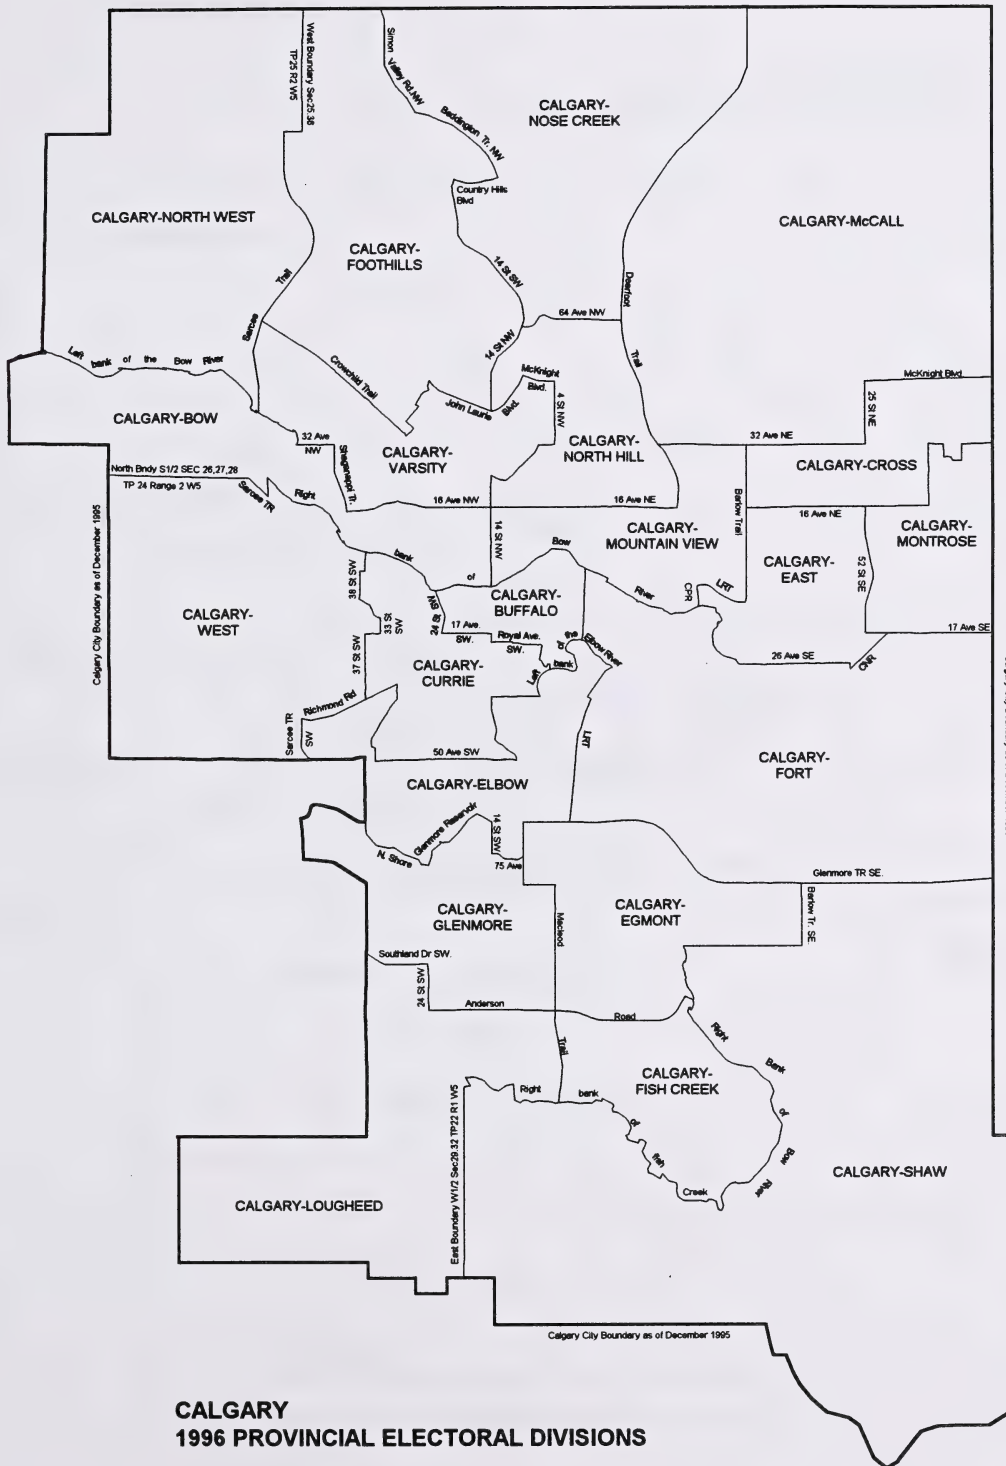 West Boundary Sec25.36
TP25 R2 W5
Simon
Valley Rd.NW
Beddington Tr. NW
CALGARY-
NOSE CREEK
Country Hills
Blvd
CALGARY-NORTH WEST
CALGARY-
FOOTHILLS
CALGARY-McCALL
14 St SW
Sarcee
Trail
Deerfoot
Trail
64 Ave NW
14 St NW
Left
bank
of
the
Bow
River
Crowchild Trail
McKnight
Blvd.
McKnight Blvd.
John Laurie
Blvd.
4 St NW
25 St NE
CALGARY-BOW
32 Ave
NW
CALGARY-
VARSITY
CALGARY-
NORTH HILL
32 Ave NE
CALGARY-CROSS
North Bndy S1/2 SEC 26,27,28
TP 24 Range 2 W5
Sarcee TR
Right
Shaganappi Tr.
16 Ave NW
16 Ave NE
Barlow Trail
16 Ave NE
CALGARY-
MONTROSE
CALGARY-
MOUNTAIN VIEW
14 St NW
bank
of
Bow
River
CALGARY-
EAST
52 St SE
CPR
LRT
Calgary City Boundary as of December 1995
CALGARY-
WEST
38 St SW
33 St
SW
37 St SW
24 St
SW
CALGARY-
BUFFALO
17 Ave.
SW.
Royal Ave.
SW.
Left
bank
of
the
Elbow River
17 Ave SE
26 Ave SE
CNR
CALGARY-
CURRIE
Richmond Rd
Sarcee TR
SW
50 Ave SW
LRT
CALGARY-
FORT
CALGARY-ELBOW
N. Shore
Glenmore Reservoir
14 St SW
75 Ave
Glenmore TR SE.
CALGARY-
GLENMORE
CALGARY-
EGMONT
Barlow Tr. SE
Macleod
Trail
Southland Dr SW.
24 St SW
Anderson
Road
Right
Bank
of
Bow
River
CALGARY-
FISH CREEK
Right
bank
of
fish
Creek
East Boundary W1/2 Sec29.32 TP22 R1 W5
CALGARY-SHAW
CALGARY-LOUGHEED
Calgary City Boundary as of December 1995
CALGARY
1996 PROVINCIAL ELECTORAL DIVISIONS